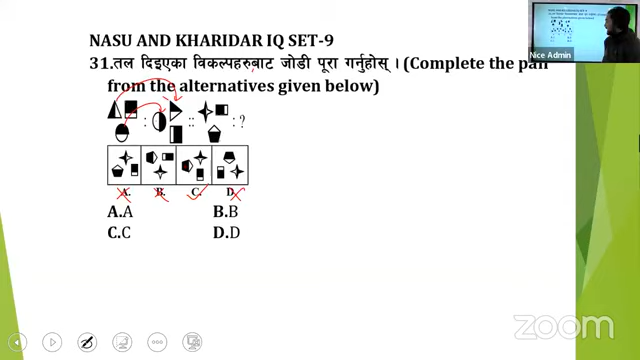 NASU AND KHARIDAR IQ SET-9
31.तल दिइएका विकल्पहरुबाट जोडी पूरा गर्नुहोस् । (Complete the pair
from the alternatives given below)
: :: : ?
A. B. C. D.
A.A B.B
C.C D.D
Nice Admin
zoom